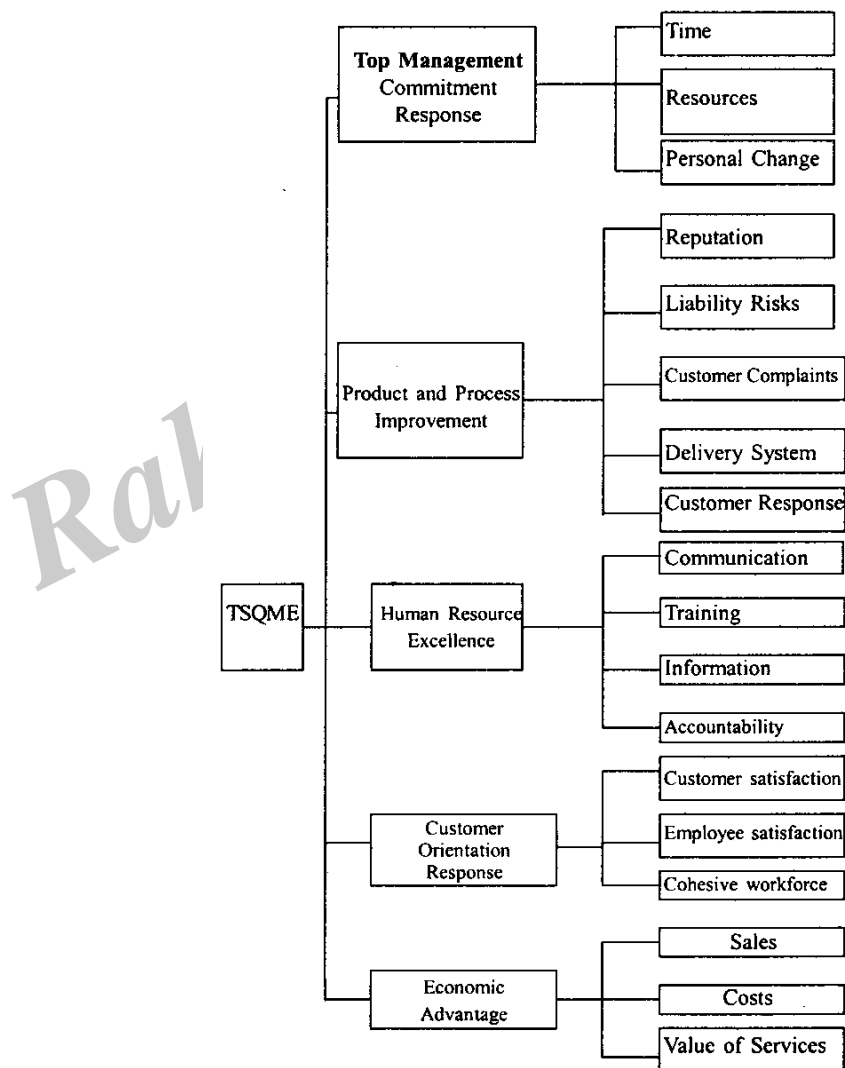 Top Management
Commitment
Response
Time
Resources
Personal Change
Product and Process
Improvement
Reputation
Liability Risks
Customer Complaints
Delivery System
Customer Response
TSQME
Human Resource
Excellence
Communication
Training
Information
Accountability
Customer
Orientation
Response
Customer satisfaction
Employee satisfaction
Cohesive workforce
Economic
Advantage
Sales
Costs
Value of Services